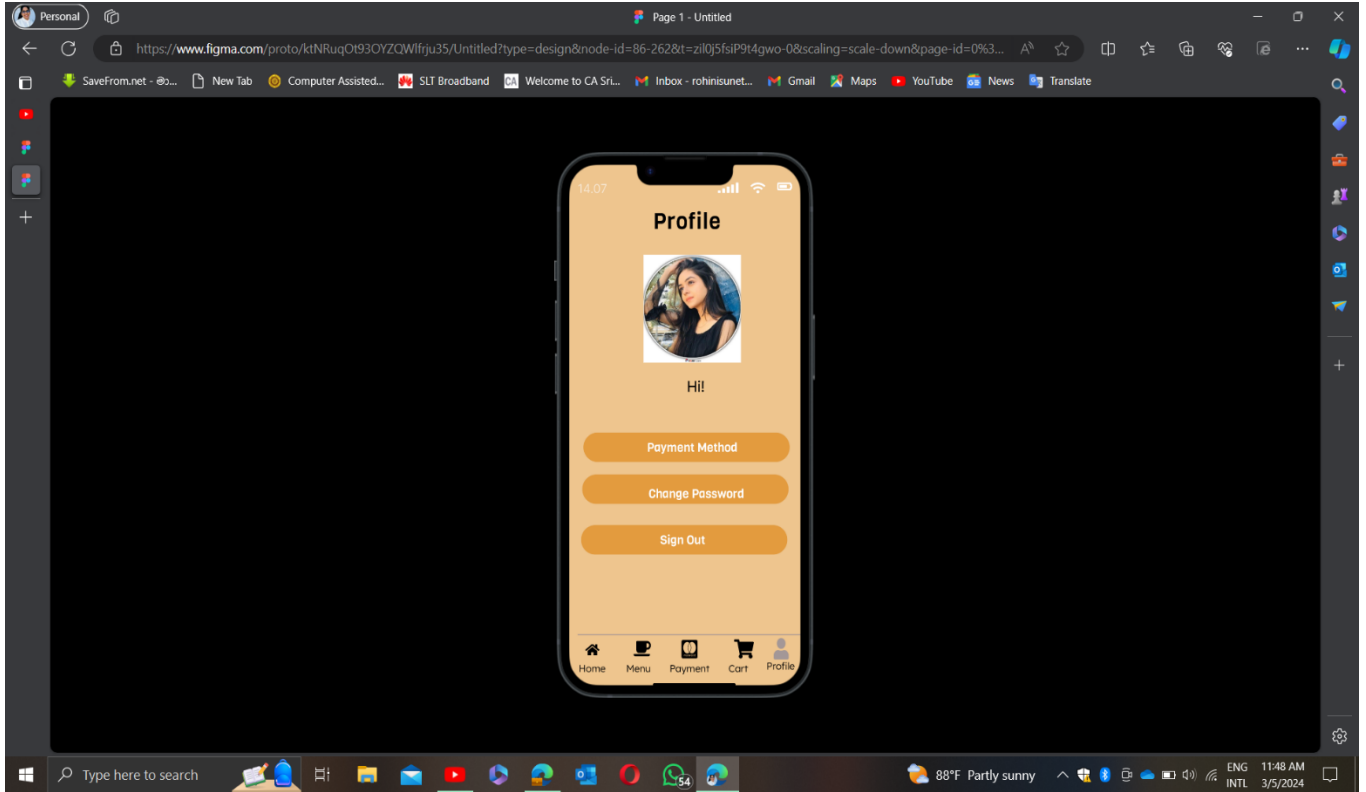 Personal
Page 1 - Untitled
https://www.figma.com/proto/ktNRuqOt93OYZQWlfrju35/Untitled?type=design&node-id=86-262&t=zil0j5fsiP9t4gwo-0&scaling=scale-down&page-id=0%3...
SaveFrom.net - මා... New Tab Computer Assisted... SLT Broadband CA Welcome to CA Sri... Inbox - rohinisunet... Gmail Maps YouTube News Translate
14.07
Profile
Hi!
Payment Method
Change Password
Sign Out
Home Menu Payment Cart Profile
Type here to search 54 88°F Partly sunny ENG 11:48 AM
INTL 3/5/2024